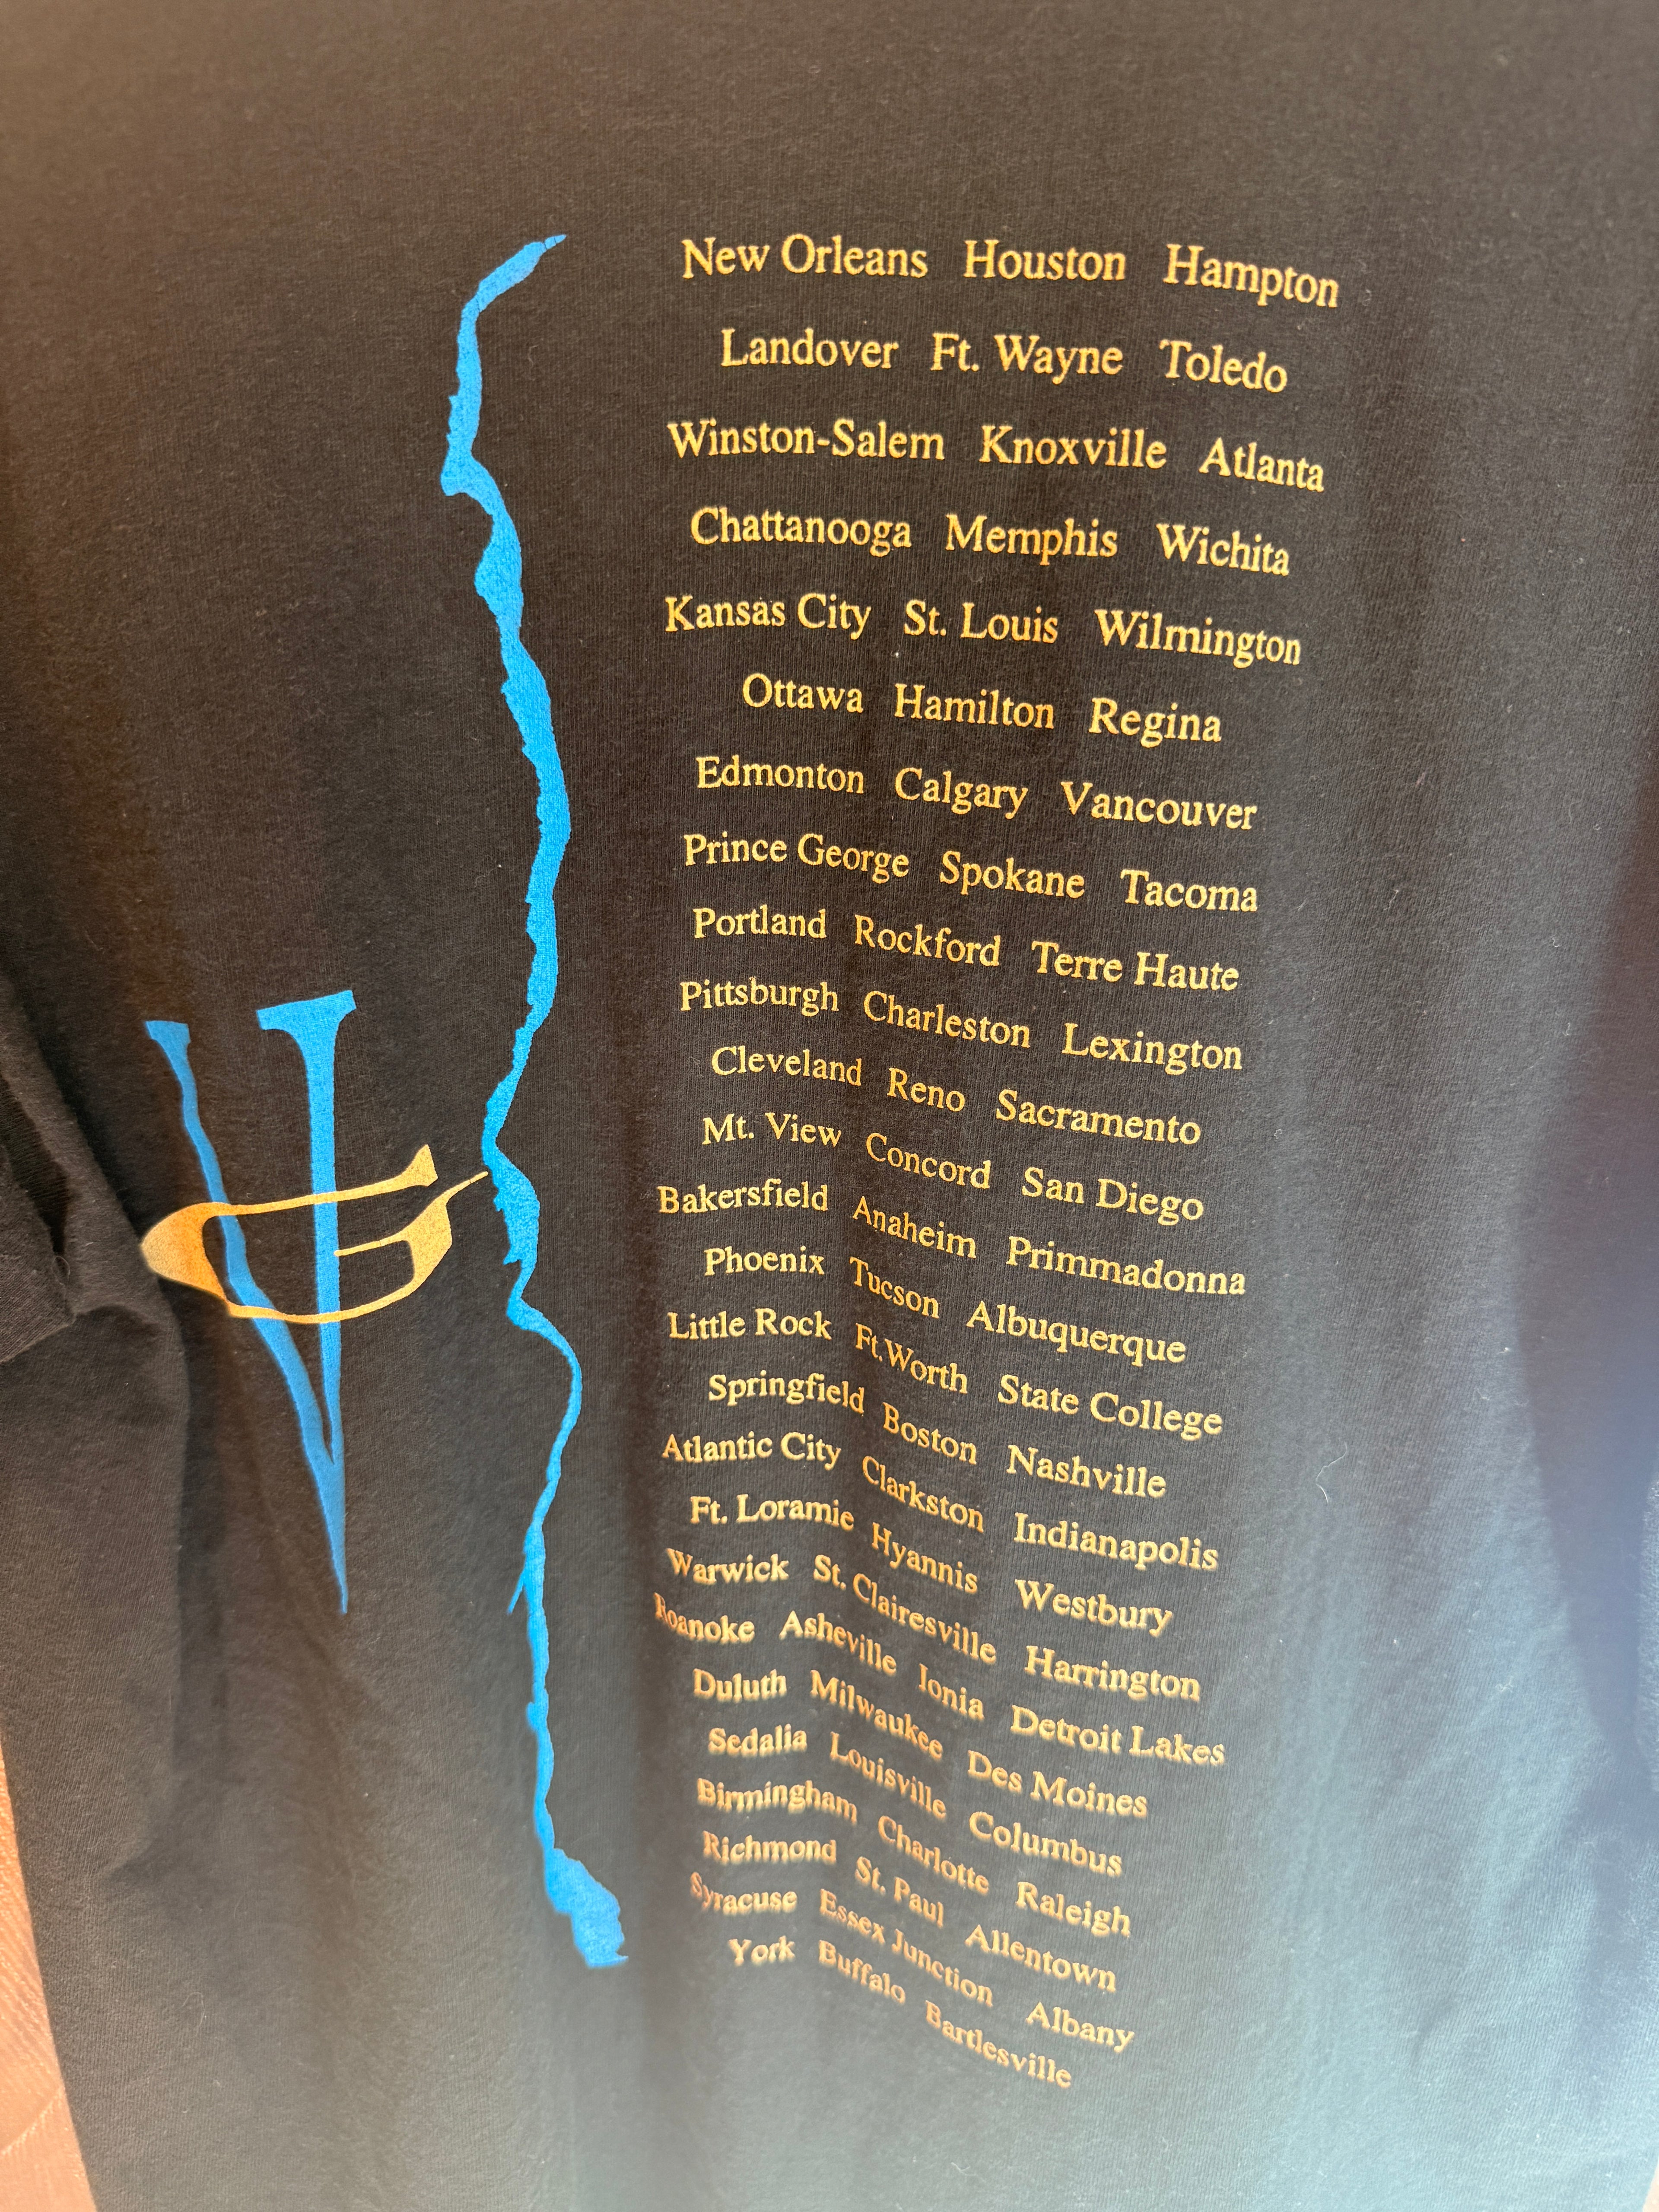 New Orleans Houston Hampton
Landover Ft. Wayne Toledo
Winston-Salem Knoxville Atlanta
Chattanooga Memphis Wichita
Kansas City St. Louis Wilmington
Ottawa Hamilton Regina
Edmonton Calgary Vancouver
Prince George Spokane Tacoma
Portland Rockford Terre Haute
Pittsburgh Charleston Lexington
Cleveland Reno Sacramento
Mt. View Concord San Diego
Bakersfield Anaheim Primmadonna
Phoenix Tucson Albuquerque
Little Rock Ft.Worth State College
Springfield Boston Nashville
Atlantic City Clarkston Indianapolis
Ft. Loramie Hyannis Westbury
Warwick St. Clairesville Harrington
Roanoke Asheville Ionia Detroit Lakes
Duluth Milwaukee Des Moines
Sedalia Louisville Columbus
Birmingham Charlotte Raleigh
Richmond St. Paul Allentown
Syracuse Essex Junction Albany
York Buffalo Bartlesville
VG